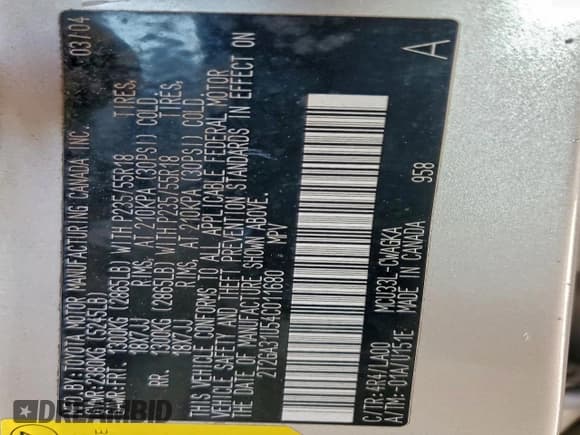 MFD.BY:TOYOTA MOTOR MANUFACTURING CANADA INC. 03/04
GVWR:2380KG (5245LB)
GAWR:FRT. 1300KG (2865LB) WITH P235/55R18 TIRES,
18X7JJ RIMS, AT 210KPA (30PSI) COLD
RR. 1300KG (2865LB) WITH P235/55R18 TIRES,
18X7JJ RIMS, AT 210KPA (30PSI) COLD
THIS VEHICLE CONFORMS TO ALL APPLICABLE FEDERAL MOTOR
VEHICLE SAFETY AND THEFT PREVENTION STANDARDS IN EFFECT ON
THE DATE OF MANUFACTURE SHOWN ABOVE.
2T2GA31U54C011680 MPV
C/TR:4R4/LA00 MCU33L-CWAGKA
A/TM:-01A/U151E MADE IN CANADA 958 A
DREAMBID